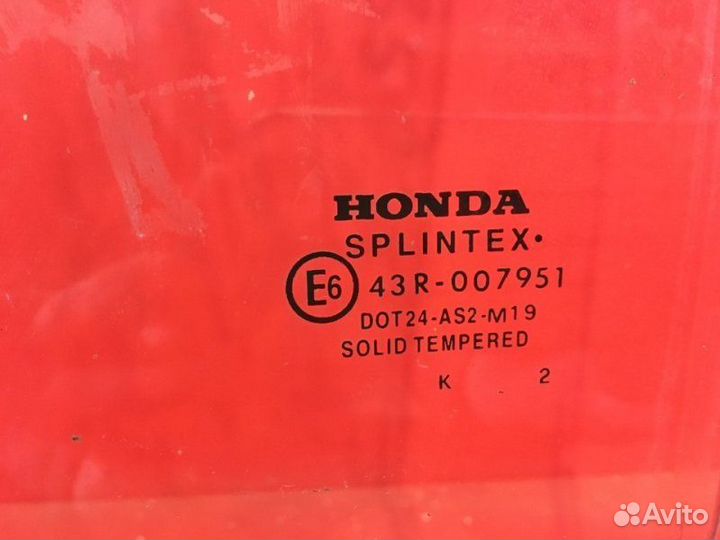 HONDA
SPLINTEX•
E6 43R-007951
DOT24-AS2-M19
SOLID TEMPERED
K 2
Avito